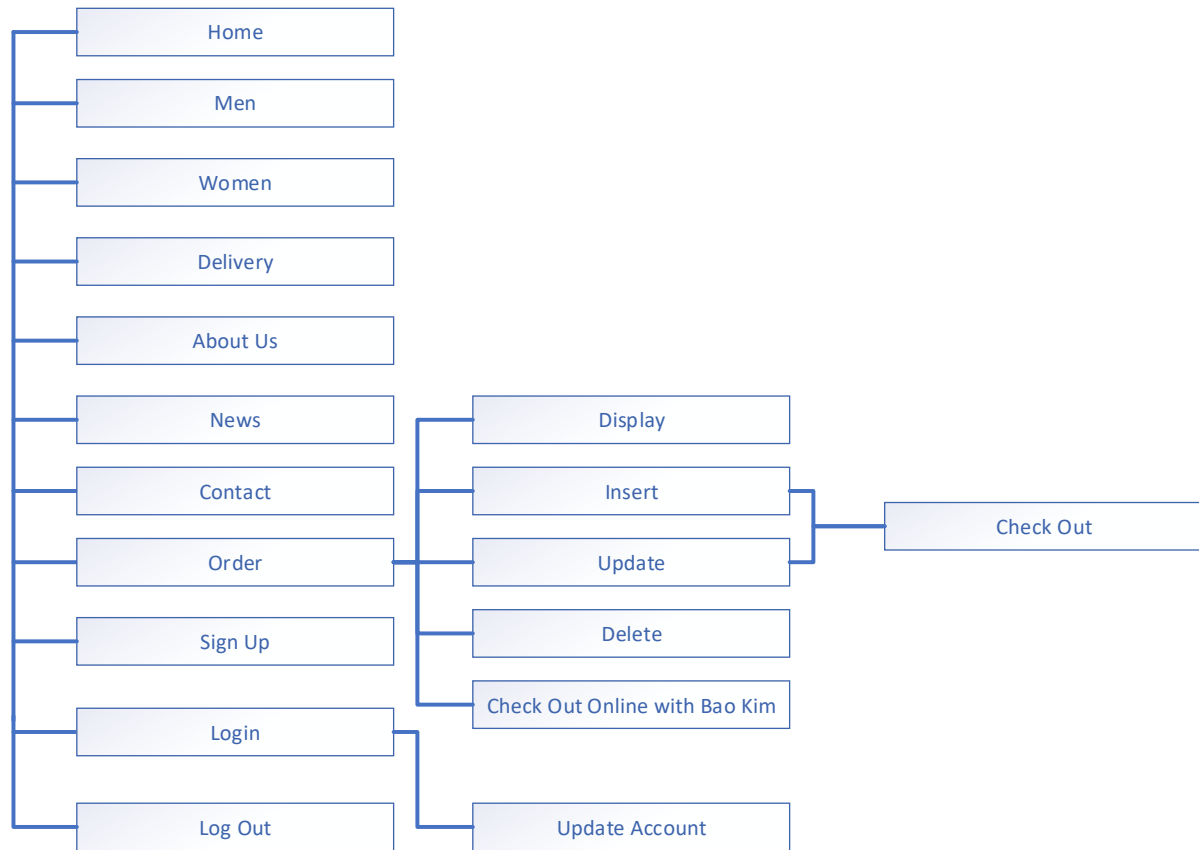 Home
Men
Women
Delivery
About Us
News
Contact
Order
Sign Up
Login
Log Out
Display
Insert
Update
Delete
Check Out Online with Bao Kim
Update Account
Check Out